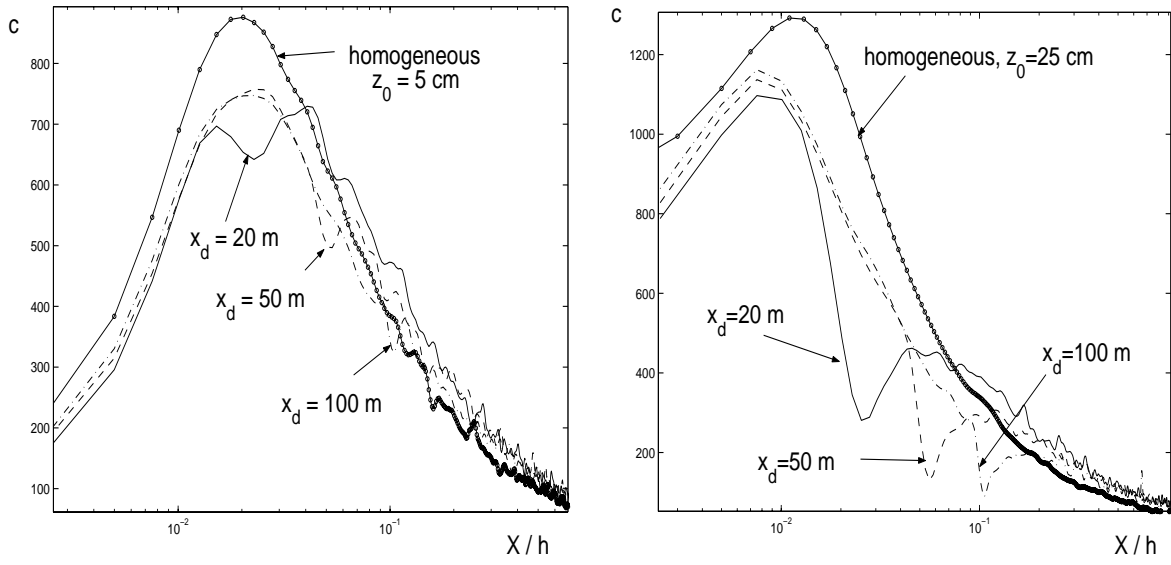 c
800
700
600
500
400
300
200
100
10⁻²
10⁻¹
X / h
homogeneous
z₀ = 5 cm
x_d = 20 m
x_d = 50 m
x_d = 100 m
c
1200
1000
800
600
400
200
10⁻²
10⁻¹
X / h
homogeneous, z₀=25 cm
x_d=20 m
x_d=100 m
x_d=50 m